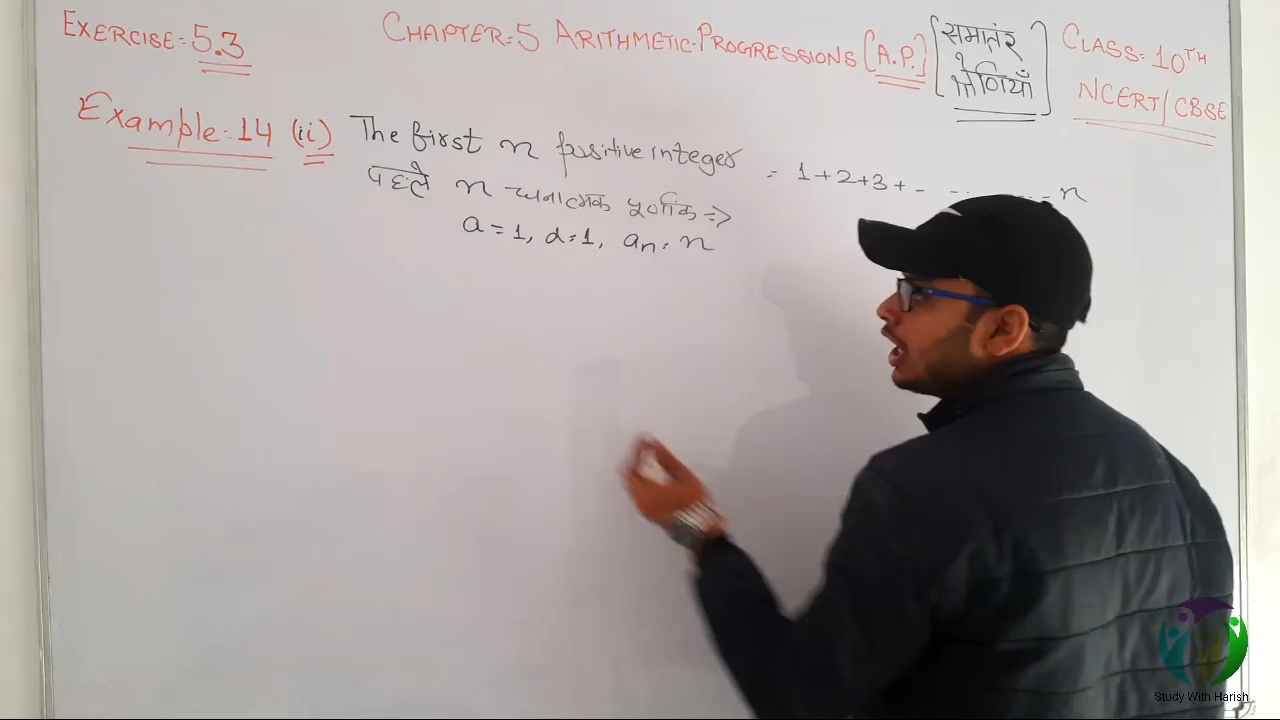 EXERCISE:- 5.3
CHAPTER:-5 ARITHMETIC-PROGRESSIONS (A.P.) [समांतर श्रेणियाँ]
CLASS:- 10TH
NCERT/CBSE
Example:-14 (ii) The first n positive integer = 1+2+3+ - - - - - n
पहले n धनात्मक पूर्णांक =>
a = 1, d = 1, an = n
Study With Harish